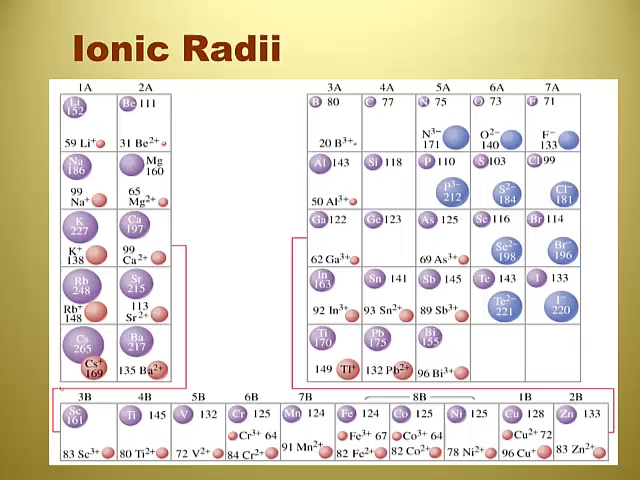 Ionic Radii
1A 2A 3A 4A 5A 6A 7A
Li 152 Be 111 B 80 C 77 N 75 O 73 F 71
59 Li+ 31 Be2+ 20 B3+ N3− 171 O2− 140 F− 133
Na 186 Mg 160 Al 143 Si 118 P 110 S 103 Cl 99
99 Na+ 65 Mg2+ 50 Al3+ P3− 212 S2− 184 Cl− 181
K 227 Ca 197 Ga 122 Ge 123 As 125 Se 116 Br 114
K+ 138 99 Ca2+ 62 Ga3+ 69 As3+ Se2− 198 Br− 196
Rb 248 Sr 215 In 163 Sn 141 Sb 145 Te 143 I 133
Rb+ 148 113 Sr2+ 92 In3+ 93 Sn2+ 89 Sb3+ Te2− 221 I− 220
Cs 265 Ba 217 Tl 170 Pb 175 Bi 155
Cs+ 169 135 Ba2+ 149 Tl+ 132 Pb2+ 96 Bi3+
3B 4B 5B 6B 7B 8B 1B 2B
Sc 161 Ti 145 V 132 Cr 125 Mn 124 Fe 124 Co 125 Ni 125 Cu 128 Zn 133
Cr3+ 64 Fe3+ 67 Co3+ 64 Cu2+ 72
83 Sc3+ 80 Ti2+ 72 V2+ 84 Cr2+ 91 Mn2+ 82 Fe2+ 82 Co2+ 78 Ni2+ 96 Cu+ 83 Zn2+